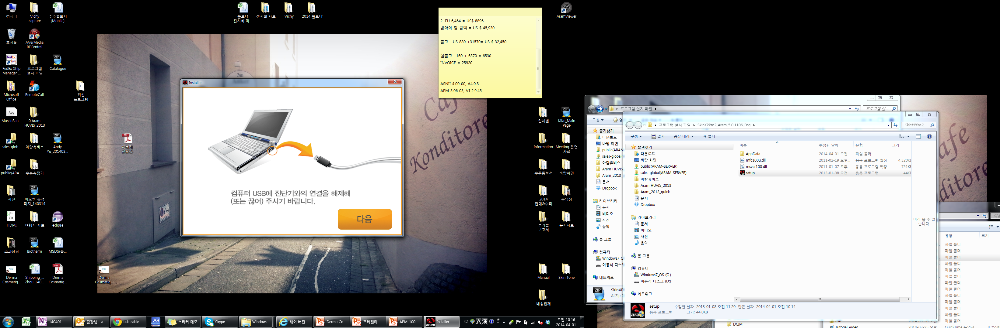 컴퓨터
Vichy
capture
수주통보서
(Mobile)
휴지통
AVerMedia
RECentral
FedEx Ship
Manager ...
프로그램
설치 파일
Catalogue
Microsoft
Office
RemoteCall
최신
프로그램
MuseoSan...
0.Aram
HUVIS_2013
sales-glob...
아람휴비스
Andy
Yu_201403...
아버지
신분증
public(ARA...
수분측정기
사진
비오템_측정
미지_140314
HDMI
여행사 자료
eclipse
조과장님
Biotherm
MSDS(물...
Derma
Cosmetiq...
Shipping_...
Zhou_140...
Derma
Cosmetiq...
Derma
Cosmetiq...
볼로냐
전시회 미...
전시회 자료
Vichy
2014 볼로냐
Zum
Installer
컴퓨터 USB에 진단기와의 연결을 해제해
(또는 끊어) 주시기 바랍니다.
다음
2. EU 6,464 = US$ 8896
받아야 할 금액 = US $ 45,930
출고 - US 880 +31570= US $ 32,450
실출고 : 160 + 6370 = 6530
INVOICE = 25920
ASNII 4.00-00, A4.0.8
APM 3.06-03, V1.2.9.45
Konditore
AramViewer
업체별
KiKo_Main
Page
Information
Meeting 관련
자료
수주통보서
바탕화면
2014
판매&수리
동영상
분기별
보고서
문서자료
Manual
Skin Tone
배송업체
프로그램 설치 파일
프로그램 설...
구성
즐겨찾기
다운로드
바탕 화면
public(ARAM
sales-global(
아람휴비스
Aram HUVIS
Aram_2013_
문서
Dropbox
라이브러리
문서
비디오
사진
음악
홈 그룹
컴퓨터
Windows7_O
이동식 디스크
네트워크
SkinXP
ALZip
프로그램 설치 파일
SkinXPPro2_Aram_5.0.1106_Eng
SkinXPPro2_...
구성
열기
공유 대상
새 폴더
즐겨찾기
다운로드
바탕 화면
public(ARAM-SERVER)
sales-global(ARAM-SERVER)
아람휴비스
Aram HUVIS_2013
Aram_2013_quick
문서
Dropbox
라이브러리
문서
비디오
사진
음악
홈 그룹
컴퓨터
Windows7_OS (C:)
이동식 디스크 (D:)
네트워크
이름 수정한 날짜 유형 크기
AppData 2014-04-01 오전... 파일 폴더
mfc100u.dll 2011-02-19 오후... 응용 프로그램 확장 4,320KB
msvcr100.dll 2011-01-07 오후... 응용 프로그램 확장 751KB
setup 2013-01-08 오전... 응용 프로그램 44KB
미리 볼 수 없
습니다.
setup 수정한 날짜: 2013-01-08 오전 11:20 만든 날짜: 2014-04-01 오전 10:14
응용 프로그램 크기: 44.0KB
유형 크기
파일 폴더
파일 폴더
파일 폴더
파일 폴더
파일 폴더
파일 폴더
파일 폴더
파일 폴더
파일 폴더
파일 폴더
파일 폴더
파일 폴더
DCIM
Tutorial Video 2014-03-25 오후... QuickTime 동영상 4,255KB
140401 - ...
팀장님 - a...
usb cable ...
스티커 메모
Skype
Windows...
해외 버전...
Derma Co...
프레젠테...
APM-100 ...
Installer
KO
A 漢
오전 10:16
2014-04-01